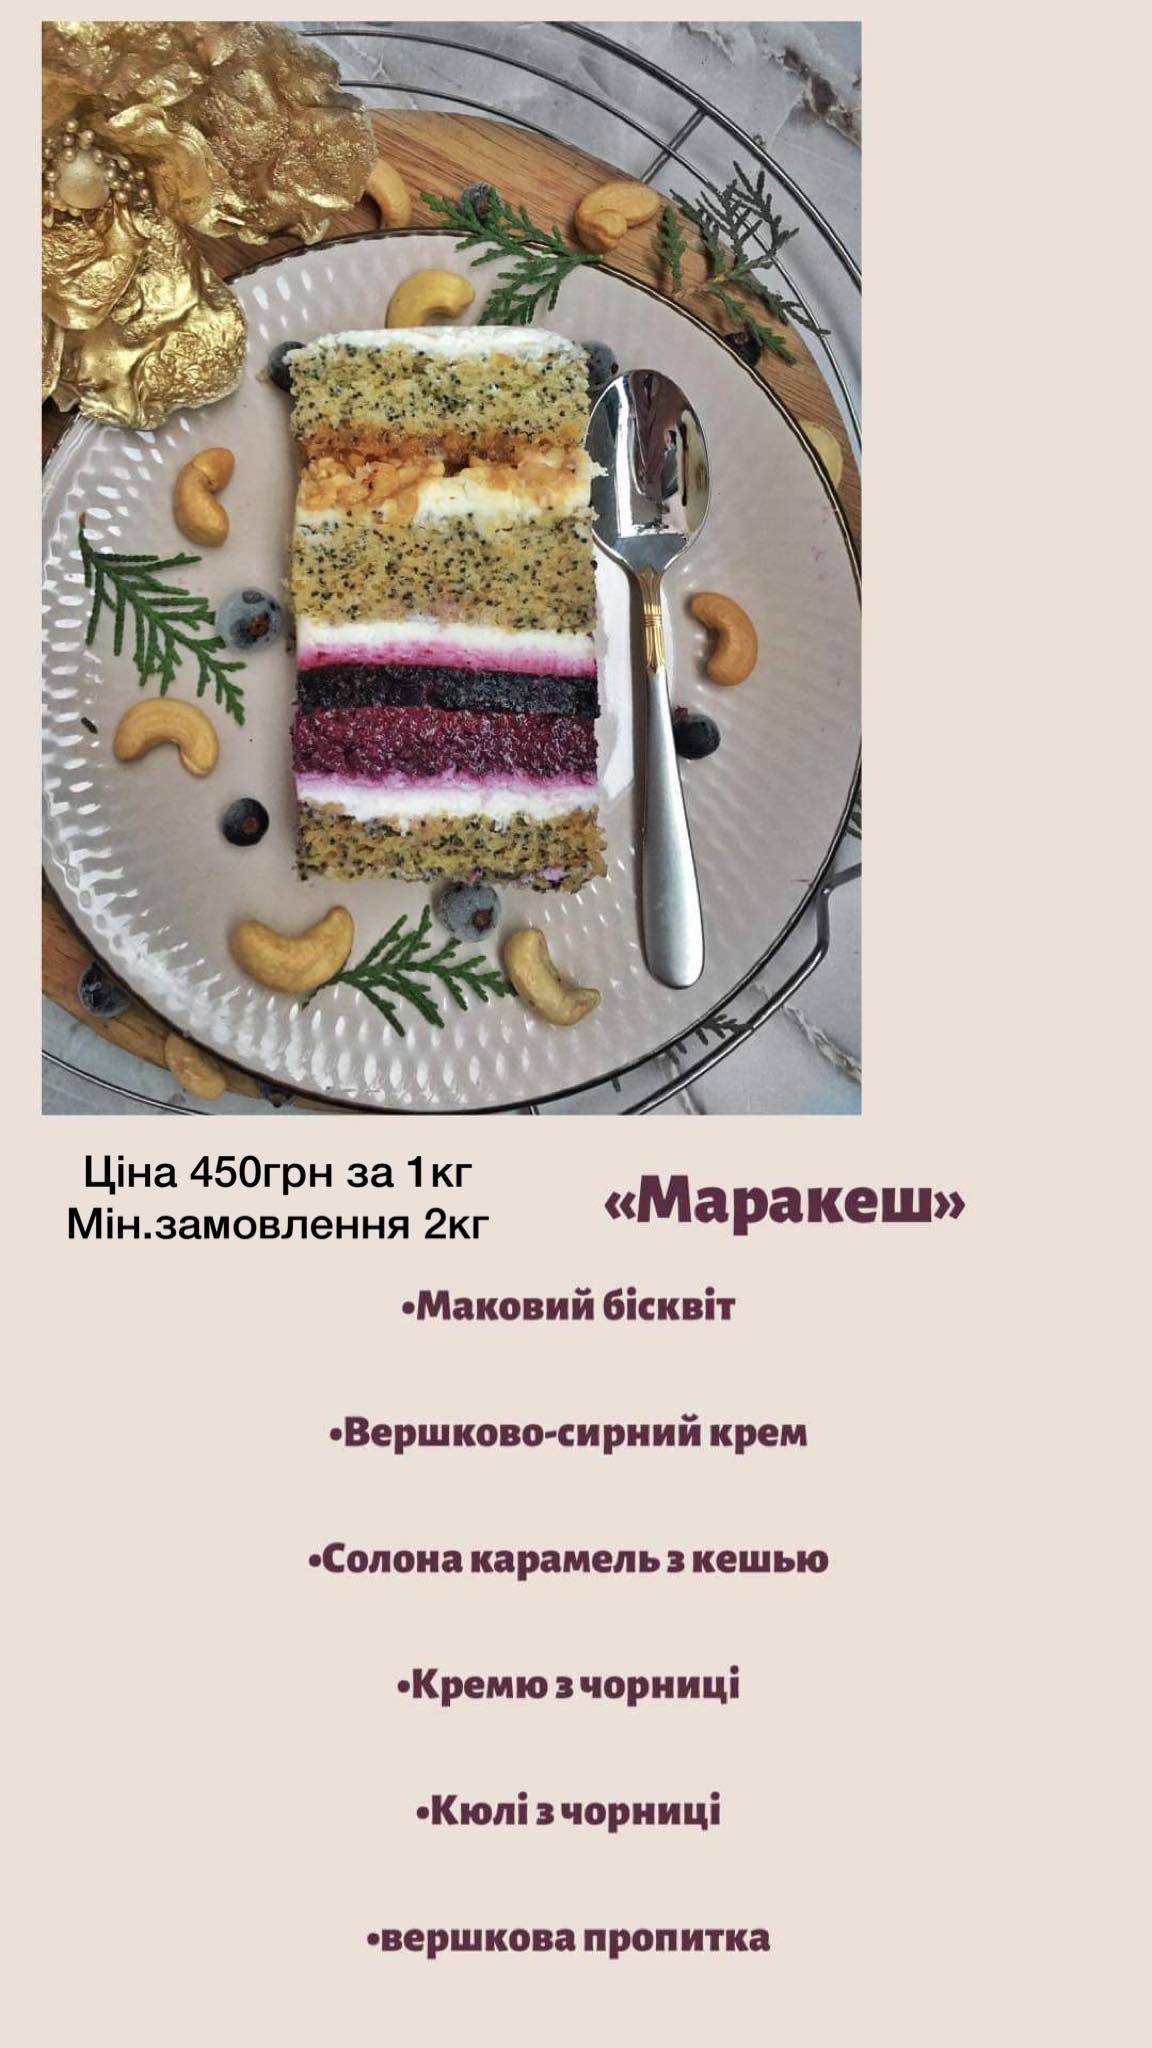 Ціна 450грн за 1кг
Мін.замовлення 2кг
«Маракеш»
•Маковий бісквіт
•Вершково-сирний крем
•Солона карамель з кешью
•Кремю з чорниці
•Кюлі з чорниці
•вершкова пропитка